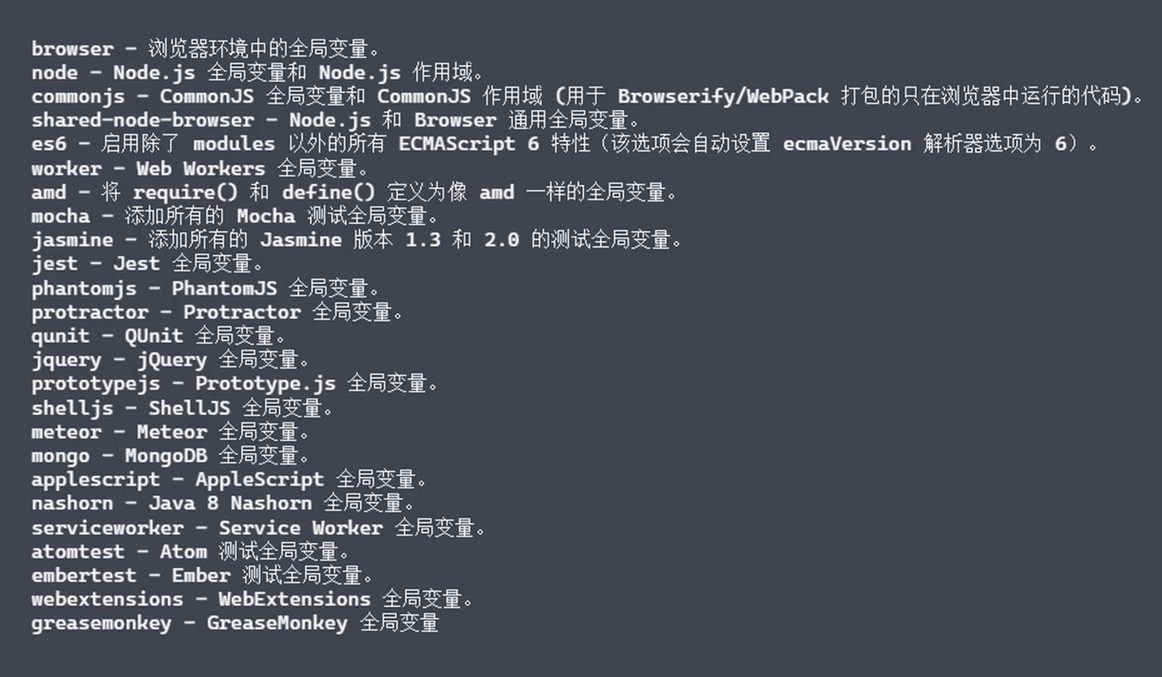 browser - 浏览器环境中的全局变量。
node - Node.js 全局变量和 Node.js 作用域。
commonjs - CommonJS 全局变量和 CommonJS 作用域 (用于 Browserify/WebPack 打包的只在浏览器中运行的代码)。
shared-node-browser - Node.js 和 Browser 通用全局变量。
es6 - 启用除了 modules 以外的所有 ECMAScript 6 特性（该选项会自动设置 ecmaVersion 解析器选项为 6）。
worker - Web Workers 全局变量。
amd - 将 require() 和 define() 定义为像 amd 一样的全局变量。
mocha - 添加所有的 Mocha 测试全局变量。
jasmine - 添加所有的 Jasmine 版本 1.3 和 2.0 的测试全局变量。
jest - Jest 全局变量。
phantomjs - PhantomJS 全局变量。
protractor - Protractor 全局变量。
qunit - QUnit 全局变量。
jquery - jQuery 全局变量。
prototypejs - Prototype.js 全局变量。
shelljs - ShellJS 全局变量。
meteor - Meteor 全局变量。
mongo - MongoDB 全局变量。
applescript - AppleScript 全局变量。
nashorn - Java 8 Nashorn 全局变量。
serviceworker - Service Worker 全局变量。
atomtest - Atom 测试全局变量。
embertest - Ember 测试全局变量。
webextensions - WebExtensions 全局变量。
greasemonkey - GreaseMonkey 全局变量